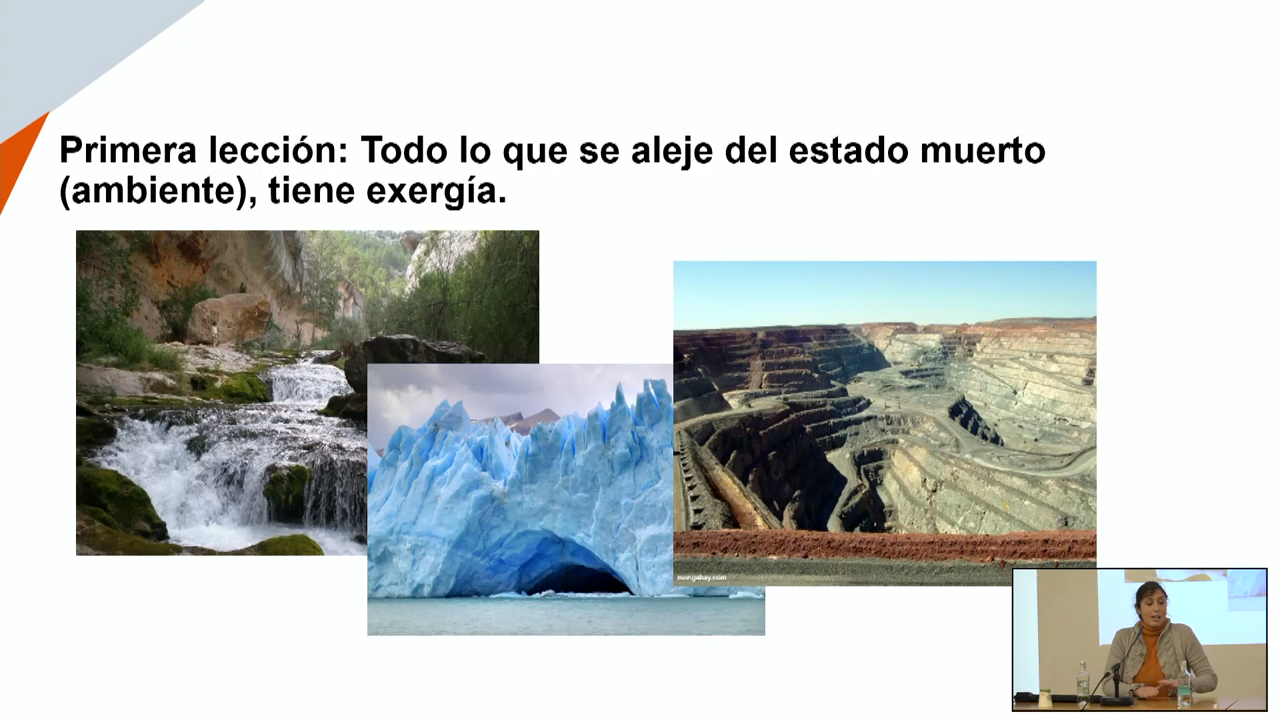 Primera lección: Todo lo que se aleje del estado muerto
(ambiente), tiene exergía.
mongabay.com